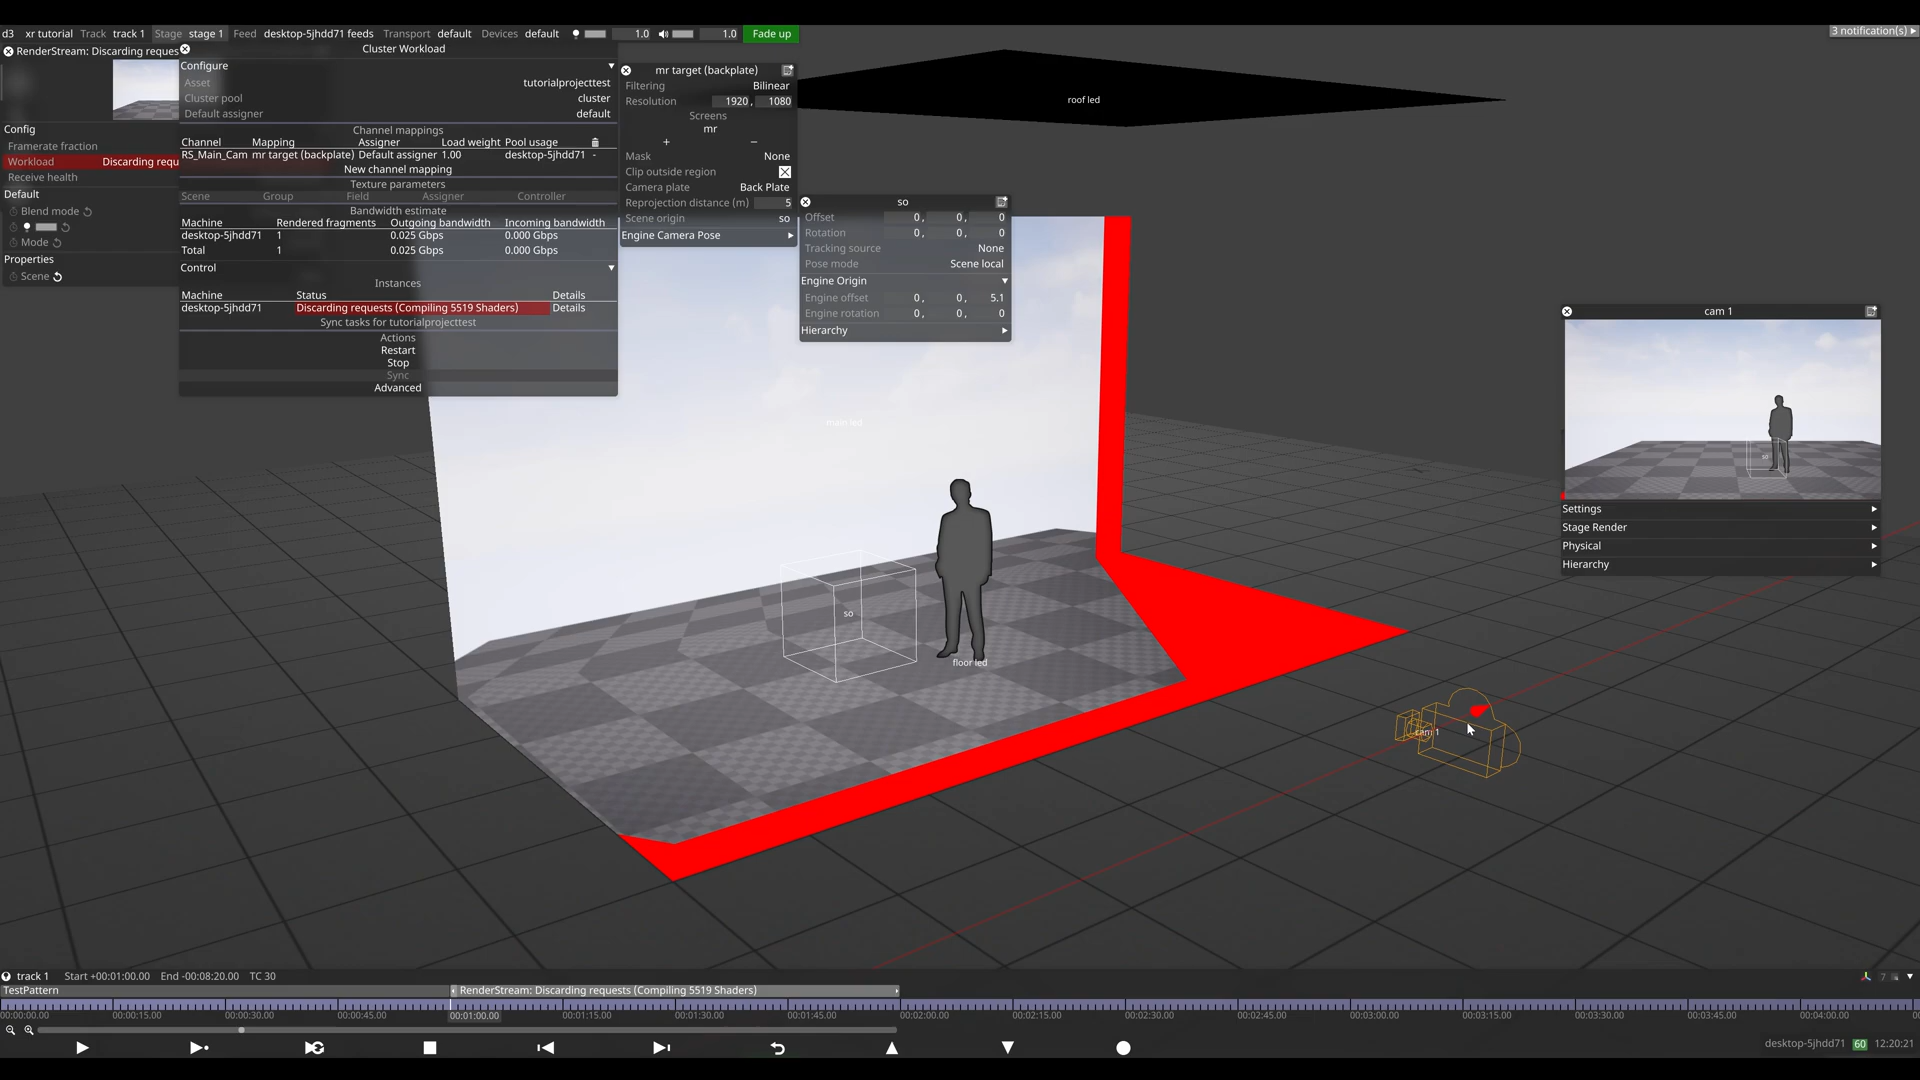 d3 xr tutorial Track track 1 Stage stage 1 Feed desktop-5jhdd71 feeds Transport default Devices default 1.0 1.0 Fade up
3 notification(s)
RenderStream: Discarding reques
Config
Framerate fraction
Workload Discarding requ
Receive health
Default
Blend mode
Mode
Properties
Scene
Cluster Workload
Configure
Asset tutorialprojecttest
Cluster pool cluster
Default assigner default
Channel mappings
Channel Mapping Assigner Load weight Pool usage
RS_Main_Cam mr target (backplate) Default assigner 1.00 desktop-5jhdd71 -
New channel mapping
Texture parameters
Scene Group Field Assigner Controller
Bandwidth estimate
Machine Rendered fragments Outgoing bandwidth Incoming bandwidth
desktop-5jhdd71 1 0.025 Gbps 0.000 Gbps
Total 1 0.025 Gbps 0.000 Gbps
Control
Instances
Machine Status Details
desktop-5jhdd71 Discarding requests (Compiling 5519 Shaders) Details
Sync tasks for tutorialprojecttest
Actions
Restart
Stop
Sync
Advanced
mr target (backplate)
Filtering Bilinear
Resolution 1920, 1080
Screens
mr
+ −
Mask None
Clip outside region
Camera plate Back Plate
Reprojection distance (m) 5
Scene origin so
Engine Camera Pose
so
Offset 0, 0, 0
Rotation 0, 0, 0
Tracking source None
Pose mode Scene local
Engine Origin
Engine offset 0, 0, 5.1
Engine rotation 0, 0, 0
Hierarchy
roof led
main led
so
floor led
cam 1
cam 1
so
Settings
Stage Render
Physical
Hierarchy
track 1 Start +00:01:00.00 End -00:08:20.00 TC 30
7
TestPattern RenderStream: Discarding requests (Compiling 5519 Shaders)
00:00:00.00 00:00:15.00 00:00:30.00 00:00:45.00 00:01:00.00 00:01:15.00 00:01:30.00 00:01:45.00 00:02:00.00 00:02:15.00 00:02:30.00 00:02:45.00 00:03:00.00 00:03:15.00 00:03:30.00 00:03:45.00 00:04:00.00 00
desktop-5jhdd71 60 12:20:21